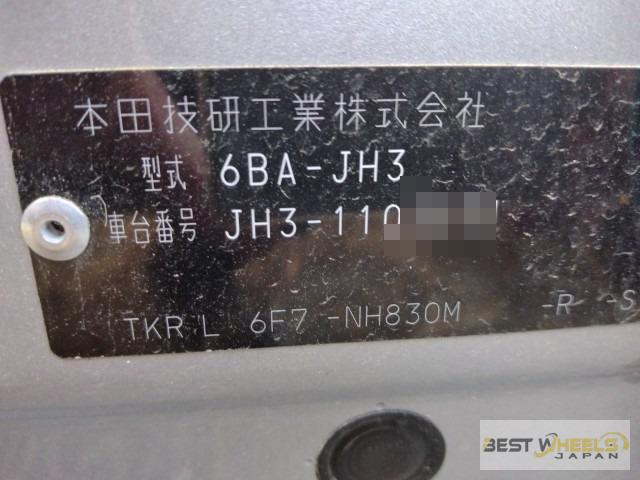 本田技研工業株式会社
型式 6BA-JH3
車台番号 JH3-110
TKR L 6F7 -NH830M -R -S
BEST WHEELS
JAPAN